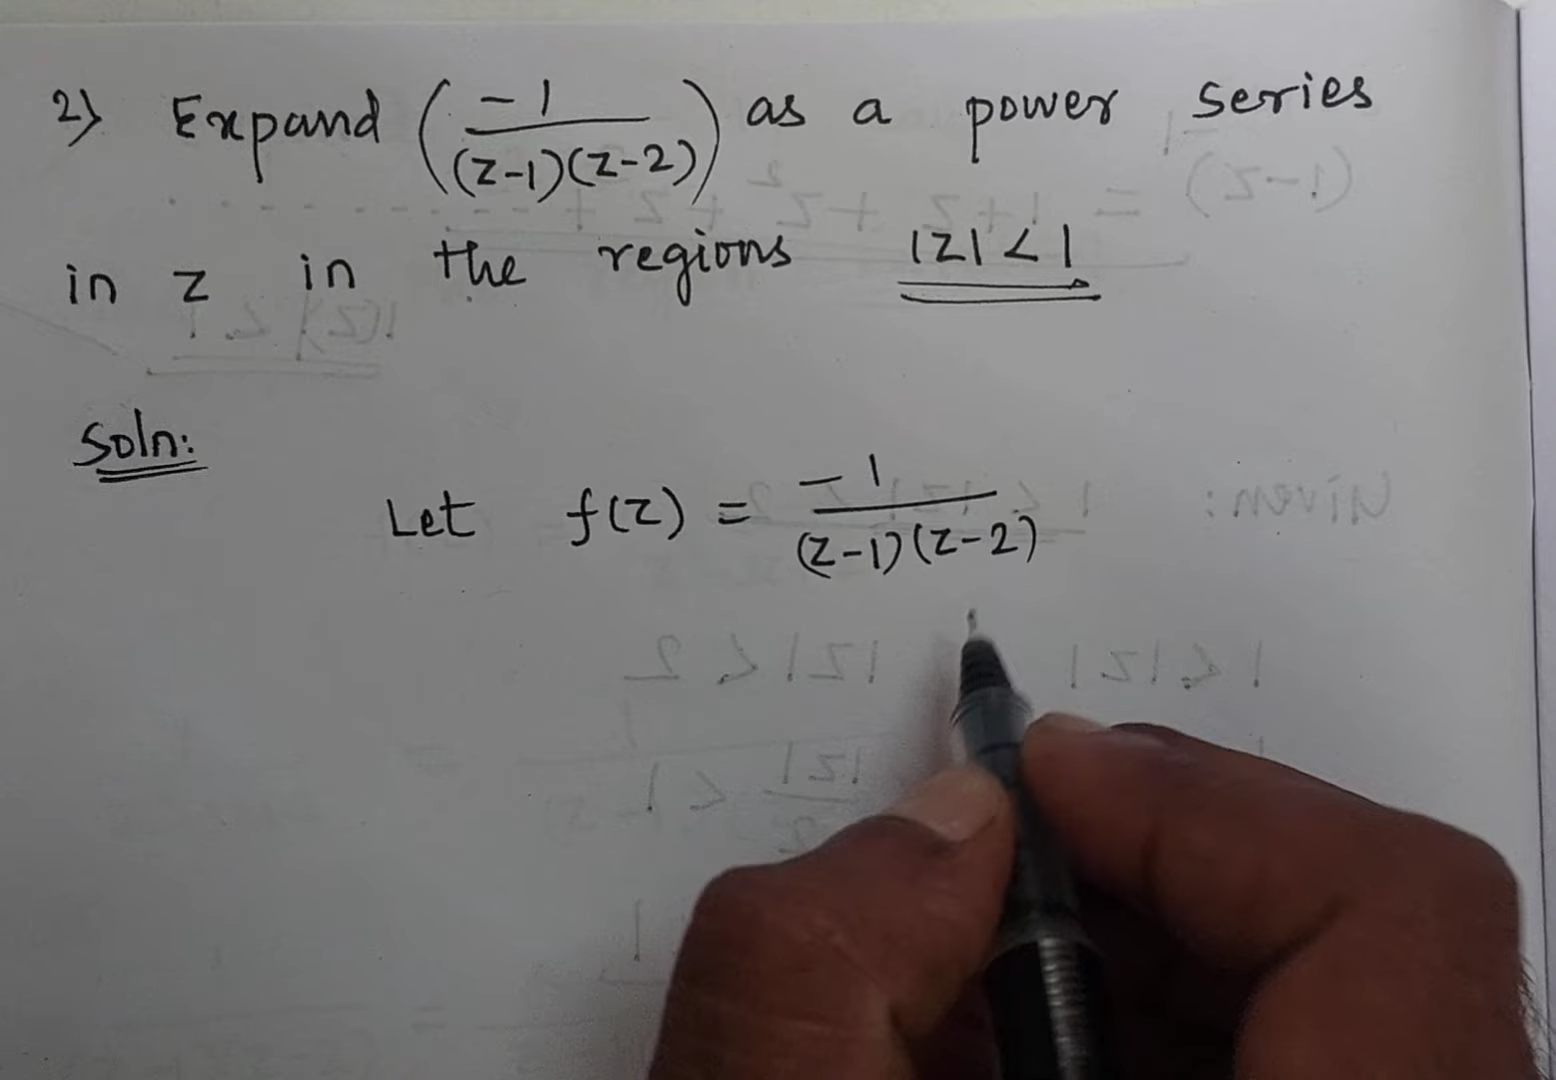 2) Expand (-1/((z-1)(z-2))) as a power series
in z in the regions |z|<1
Soln:
Let f(z) = -1/((z-1)(z-2))